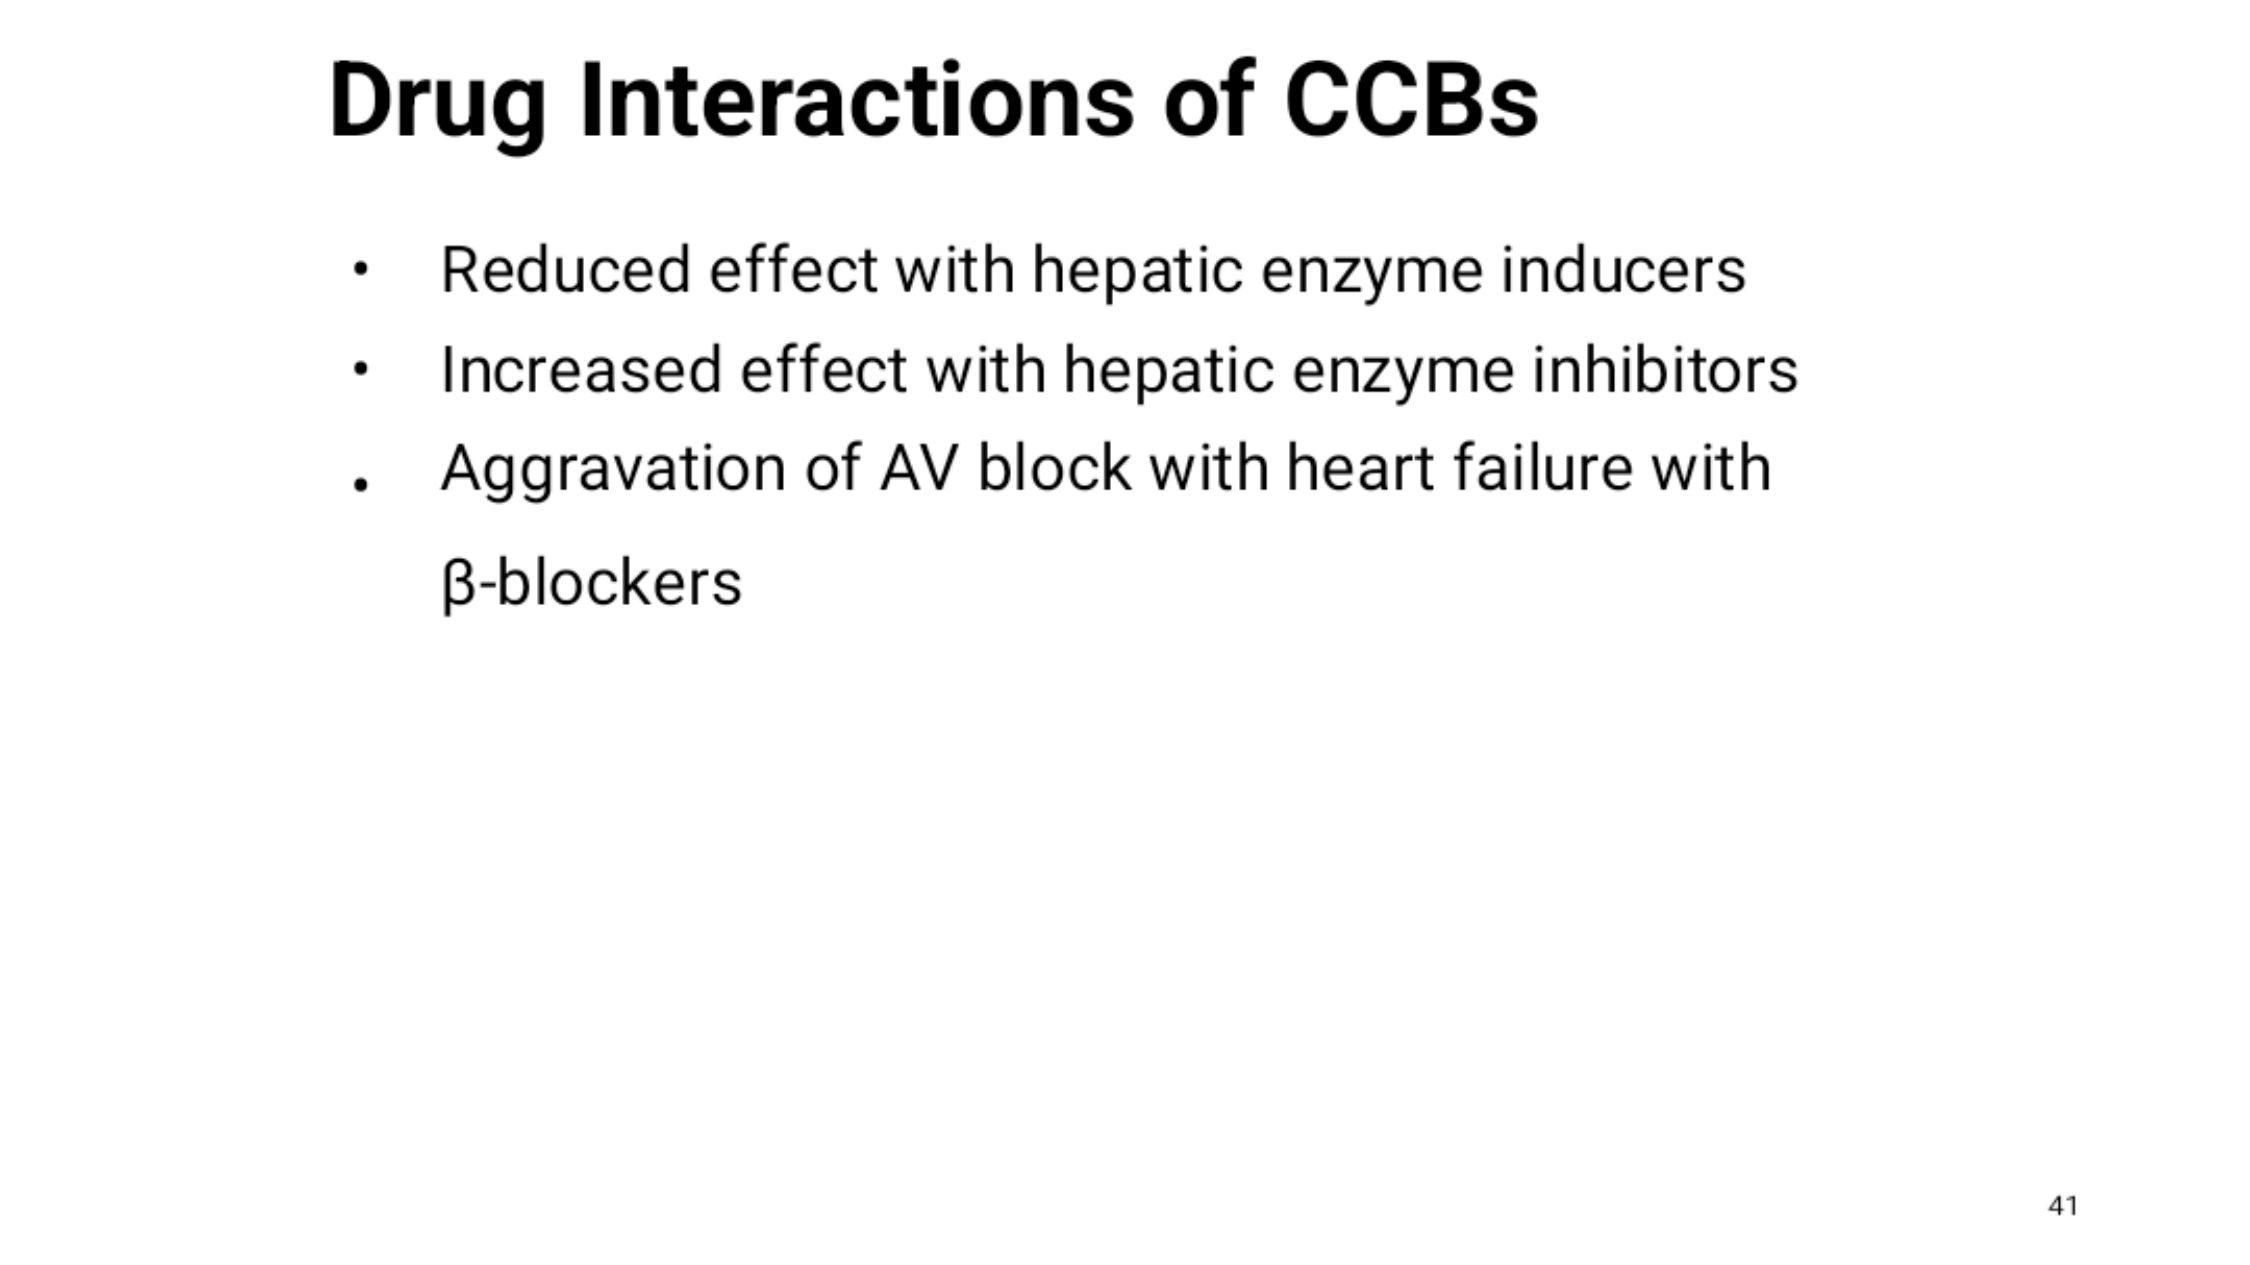 Drug Interactions of CCBs
• Reduced effect with hepatic enzyme inducers
• Increased effect with hepatic enzyme inhibitors
• Aggravation of AV block with heart failure with
β-blockers
41